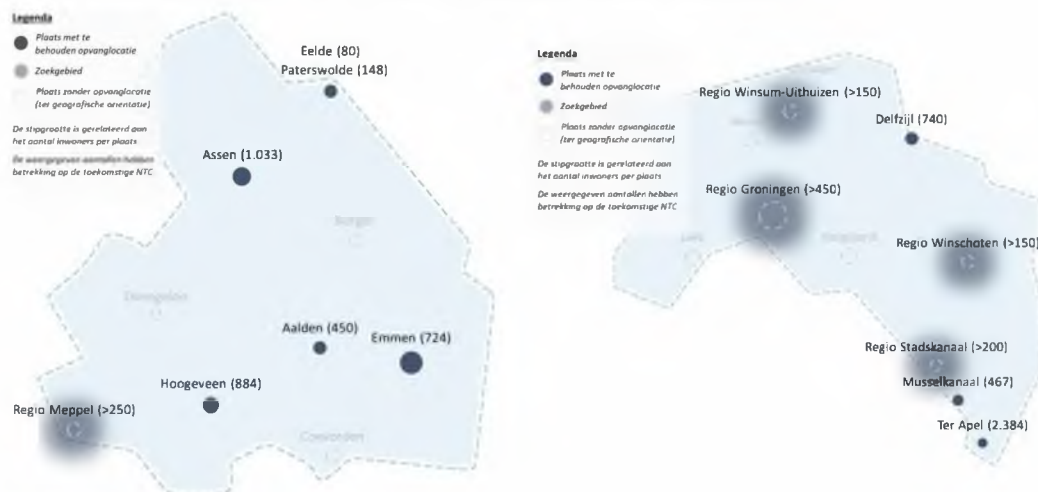 Legenda
Plaats met te
behouden opvanglocatie
Zoekgebied
Plaats zonder opvanglocatie
(ter geografische orientatie)
De stipgrootte is gerelateerd aan
het aantal inwoners per plaats
De weergegeven aantallen hebben
betrekking op de toekomstige NTC
Eelde (80)
Paterswolde (148)
Assen (1.033)
Borger
Dwingeloo
Aalden (450)
Emmen (724)
Hoogeveen (884)
Regio Meppel (>250)
Coevorden
Legenda
Plaats met te
behouden opvanglocatie
Zoekgebied
Plaats zonder opvanglocatie
(ter geografische orientatie)
De stipgrootte is gerelateerd aan
het aantal inwoners per plaats
De weergegeven aantallen hebben
betrekking op de toekomstige NTC
Regio Winsum-Uithuizen (>150)
Delfzijl (740)
Regio Groningen (>450)
Leek
Hoogezand
Regio Winschoten (>150)
Regio Stadskanaal (>200)
Musselkanaal (467)
Ter Apel (2.384)